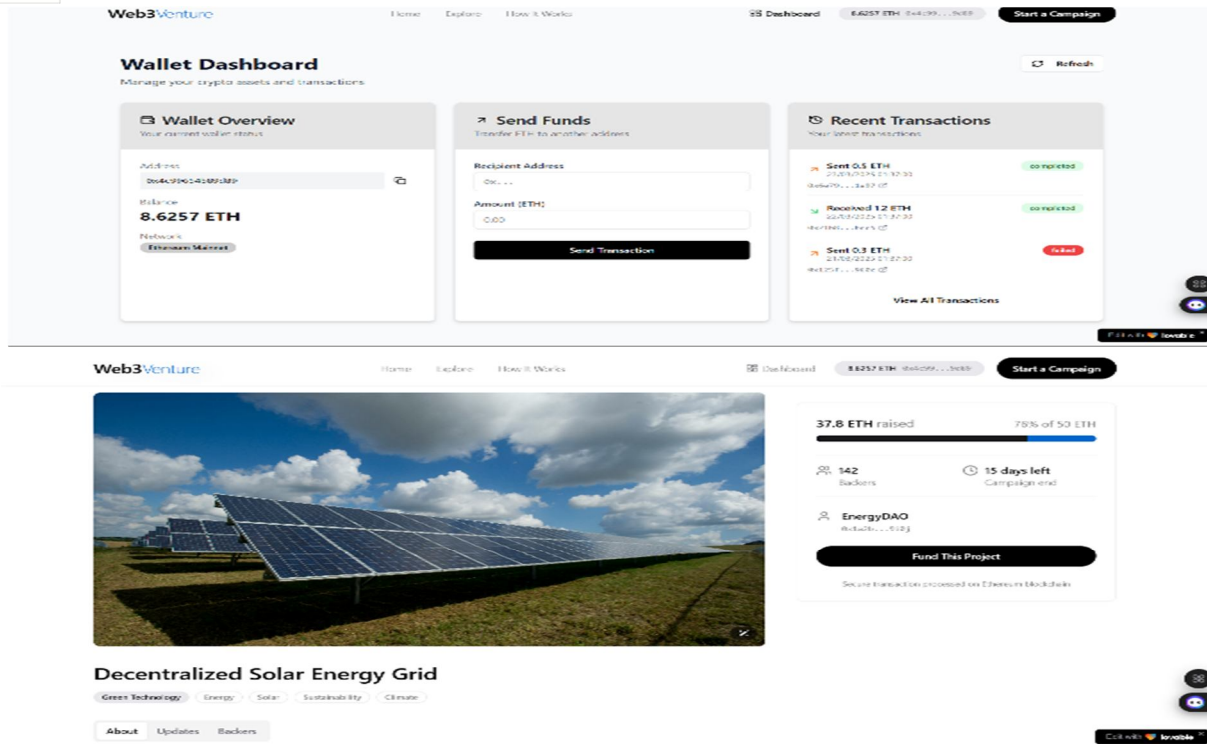 Web3Venture Home Explore How It Works Dashboard 8.6257 ETH Start a Campaign
Wallet Dashboard
Manage your crypto assets and transactions
Refresh
Wallet Overview
Your current wallet status
Address
Balance
8.6257 ETH
Network
Ethereum Mainnet
Send Funds
Transfer ETH to another address
Recipient Address
0x...
Amount (ETH)
0.00
Send Transaction
Recent Transactions
Your latest transactions
Sent 0.5 ETH completed
Received 1.2 ETH completed
Sent 0.3 ETH failed
View All Transactions
Edit with lovable
Web3Venture Home Explore How It Works Dashboard 8.6257 ETH Start a Campaign
37.8 ETH raised 76% of 50 ETH
142 15 days left
Backers Campaign end
EnergyDAO
Fund This Project
Secure transaction processed on Ethereum blockchain
Decentralized Solar Energy Grid
Green Technology Energy Solar Sustainability Climate
About Updates Backers
Edit with lovable